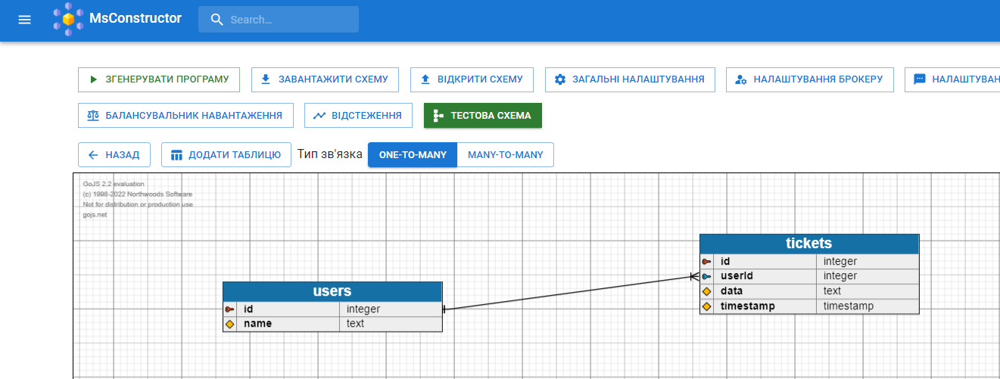 MsConstructor Search...
ЗГЕНЕРУВАТИ ПРОГРАМУ ЗАВАНТАЖИТИ СХЕМУ ВІДКРИТИ СХЕМУ ЗАГАЛЬНІ НАЛАШТУВАННЯ НАЛАШТУВАННЯ БРОКЕРУ НАЛАШТУВАН
БАЛАНСУВАЛЬНИК НАВАНТАЖЕННЯ ВІДСТЕЖЕННЯ ТЕСТОВА СХЕМА
НАЗАД ДОДАТИ ТАБЛИЦЮ Тип зв'язка ONE-TO-MANY MANY-TO-MANY
GoJS 2.2 evaluation
(c) 1998-2022 Northwoods Software
Not for distribution or production use
gojs.net
users
id integer
name text
tickets
id integer
userId integer
data text
timestamp timestamp